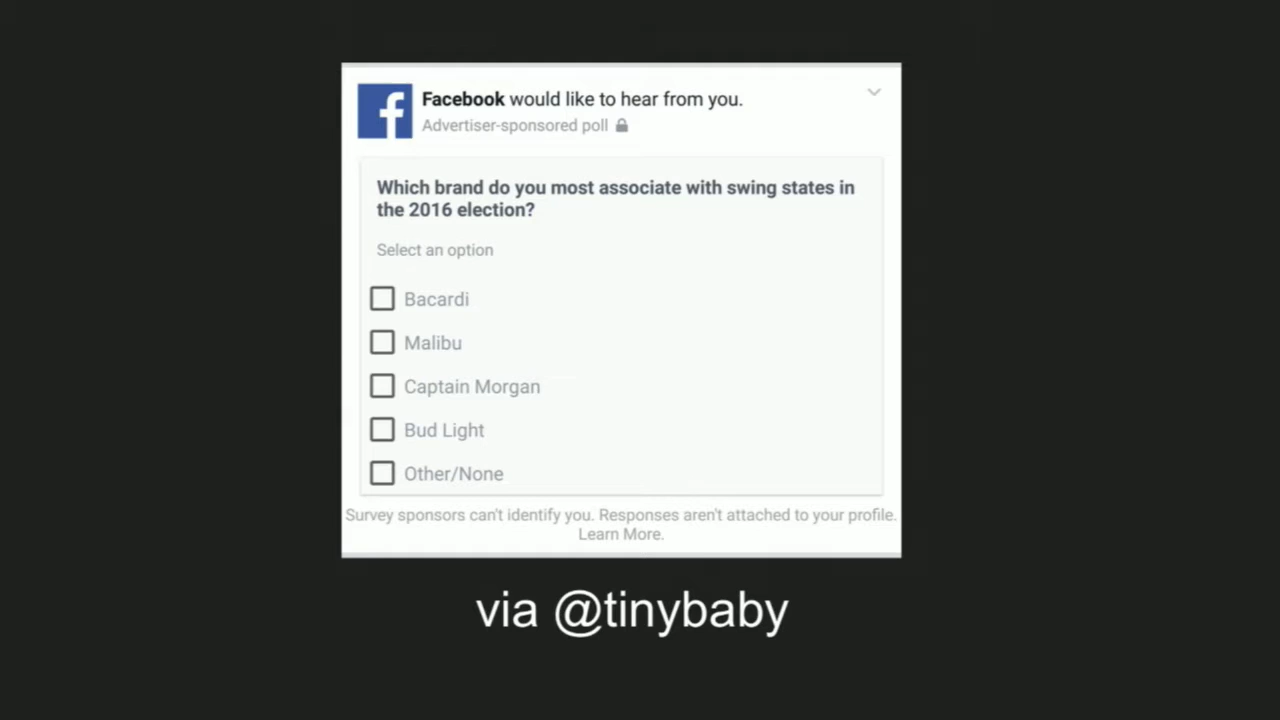 Facebook would like to hear from you.
Advertiser-sponsored poll
Which brand do you most associate with swing states in
the 2016 election?
Select an option
Bacardi
Malibu
Captain Morgan
Bud Light
Other/None
Survey sponsors can't identify you. Responses aren't attached to your profile.
Learn More.
via @tinybaby